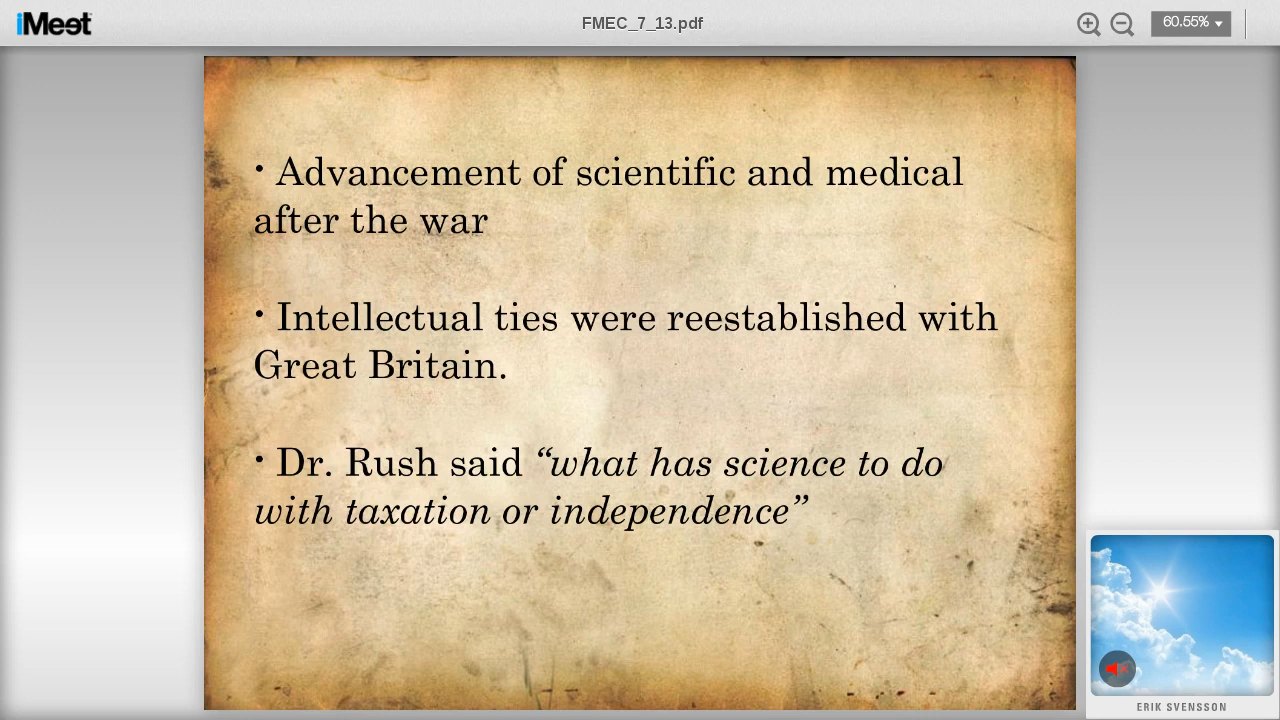 iMeet
FMEC_7_13.pdf
60.55%
• Advancement of scientific and medical
after the war
• Intellectual ties were reestablished with
Great Britain.
• Dr. Rush said “what has science to do
with taxation or independence”
ERIK SVENSSON